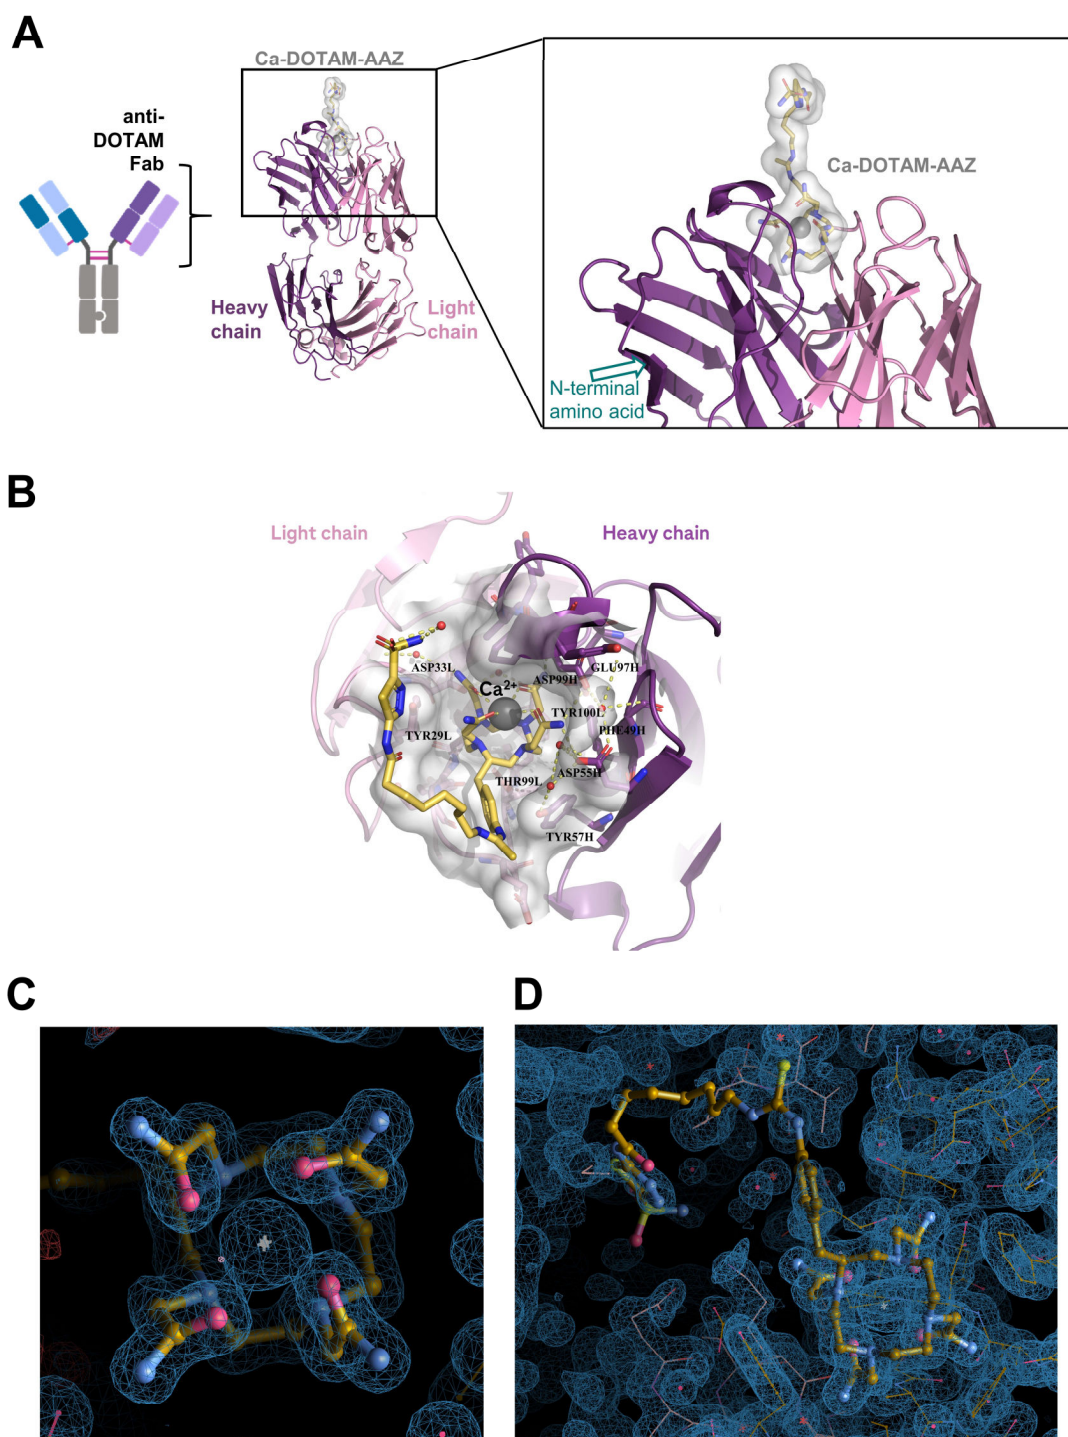 A
Ca-DOTAM-AAZ
anti-
DOTAM
Fab
Heavy
chain
Light
chain
Ca-DOTAM-AAZ
N-terminal
amino acid
B
Light chain
Heavy chain
ASP33L
GLU97H
ASP99H
Ca2+
TYR100L
PHE49H
TYR29L
THR99L
ASP55H
TYR57H
C
D